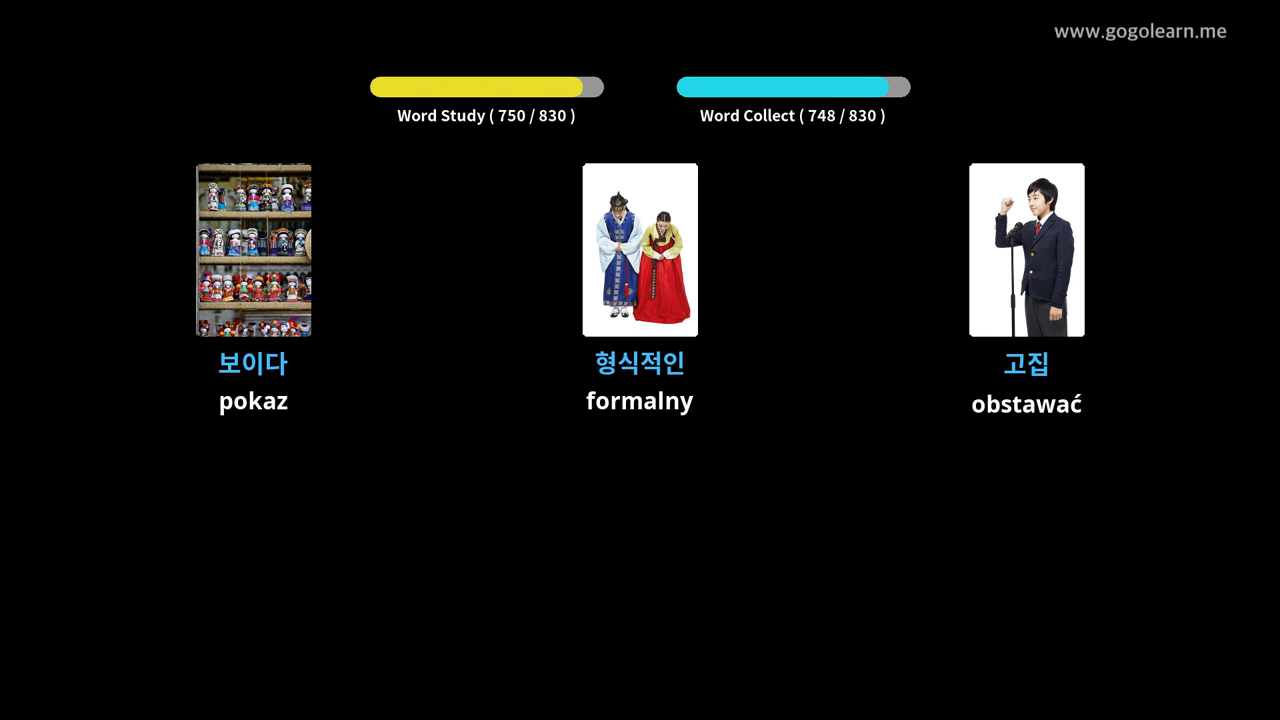 www.gogolearn.me
Word Study ( 750 / 830 )
Word Collect ( 748 / 830 )
보이다
pokaz
형식적인
formalny
고집
obstawać